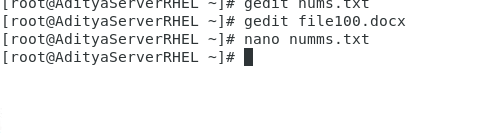 [root@AdityaServerRHEL ~]# gedit nums.txt
[root@AdityaServerRHEL ~]# gedit file100.docx
[root@AdityaServerRHEL ~]# nano numms.txt
[root@AdityaServerRHEL ~]#